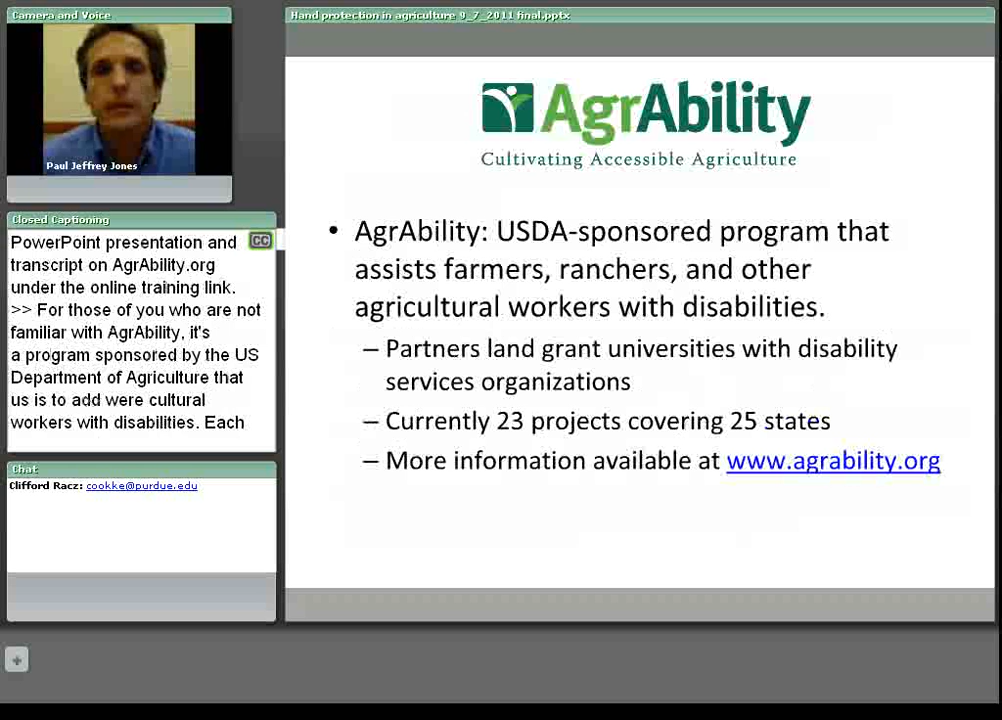 Camera and Voice
Paul Jeffrey Jones
Closed Captioning
PowerPoint presentation and
transcript on AgrAbility.org
under the online training link.
>> For those of you who are not
familiar with AgrAbility, it's
a program sponsored by the US
Department of Agriculture that
us is to add were cultural
workers with disabilities. Each
CC
Chat
Clifford Racz: cookke@purdue.edu
Hand protection in agriculture 9_7_2011 final.pptx
AgrAbility
Cultivating Accessible Agriculture
• AgrAbility: USDA-sponsored program that
assists farmers, ranchers, and other
agricultural workers with disabilities.
– Partners land grant universities with disability
services organizations
– Currently 23 projects covering 25 states
– More information available at www.agrability.org